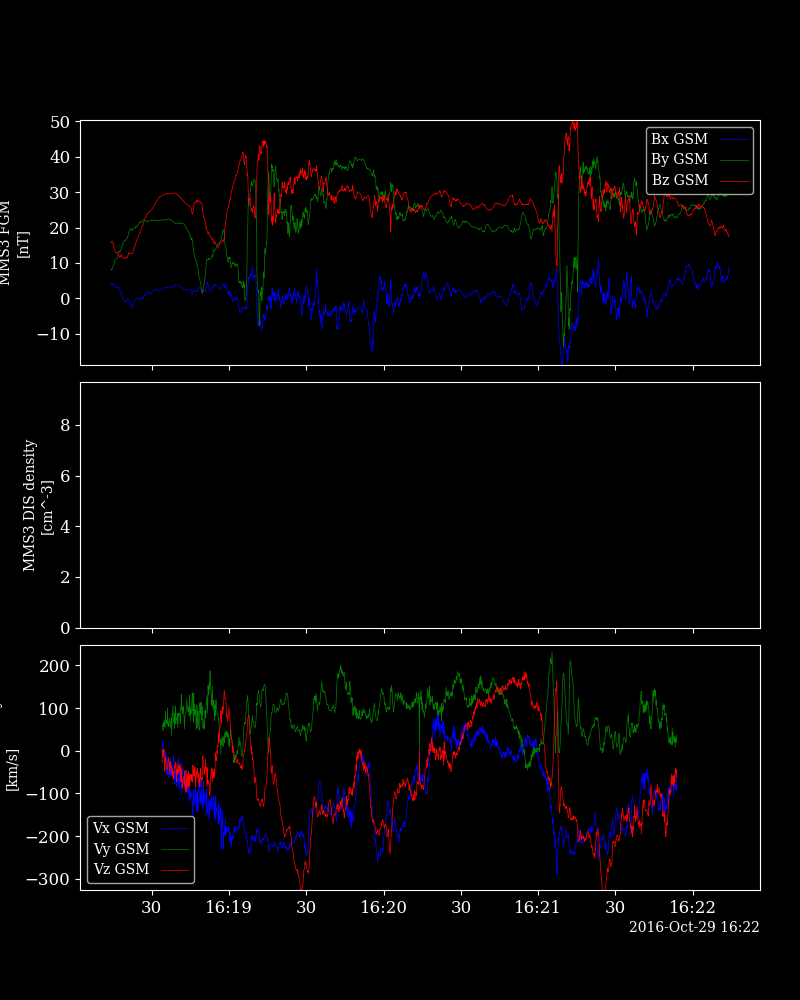 50
40
30
20
10
0
−10
MMS3 FGM
[nT]
Bx GSM
By GSM
Bz GSM
8
6
4
2
0
MMS3 DIS density
[cm^-3]
200
100
0
−100
−200
−300
[km/s]
Vx GSM
Vy GSM
Vz GSM
30 16:19 30 16:20 30 16:21 30 16:22
2016-Oct-29 16:22